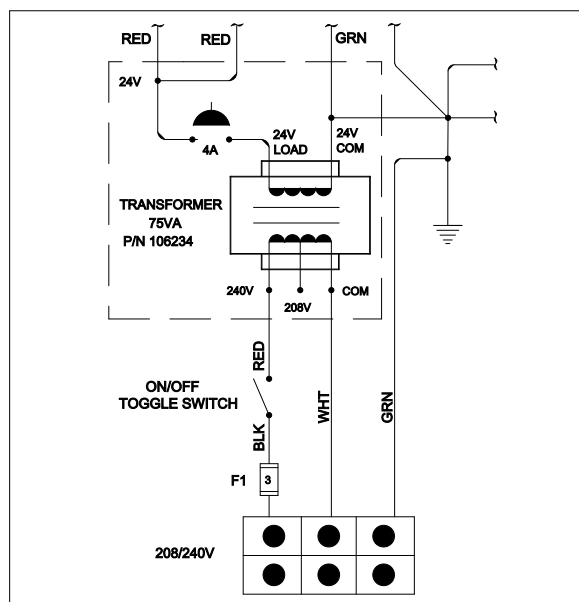 RED RED GRN
24V
4A
24V
LOAD
24V
COM
TRANSFORMER
75VA
P/N 106234
240V
208V
COM
RED
ON/OFF
TOGGLE SWITCH
BLK
WHT
GRN
F1
3
208/240V